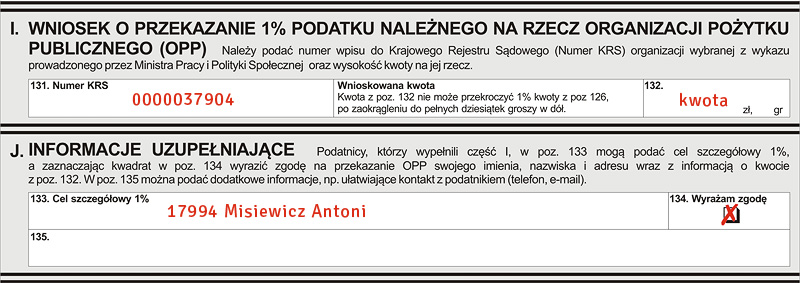 I. WNIOSEK O PRZEKAZANIE 1% PODATKU NALEŻNEGO NA RZECZ ORGANIZACJI POŻYTKU
PUBLICZNEGO (OPP) Należy podać numer wpisu do Krajowego Rejestru Sądowego (Numer KRS) organizacji wybranej z wykazu
prowadzonego przez Ministra Pracy i Polityki Społecznej oraz wysokość kwoty na jej rzecz.
131. Numer KRS
0000037904
Wnioskowana kwota
Kwota z poz. 132 nie może przekroczyć 1% kwoty z poz 126,
po zaokrągleniu do pełnych dziesiątek groszy w dół.
132.
kwota zł, gr
J. INFORMACJE UZUPEŁNIAJĄCE Podatnicy, którzy wypełnili część I, w poz. 133 mogą podać cel szczegółowy 1%,
a zaznaczając kwadrat w poz. 134 wyrazić zgodę na przekazanie OPP swojego imienia, nazwiska i adresu wraz z informacją o kwocie
z poz. 132. W poz. 135 można podać dodatkowe informacje, np. ułatwiające kontakt z podatnikiem (telefon, e-mail).
133. Cel szczegółowy 1%
17994 Misiewicz Antoni
134. Wyrażam zgodę
X
135.